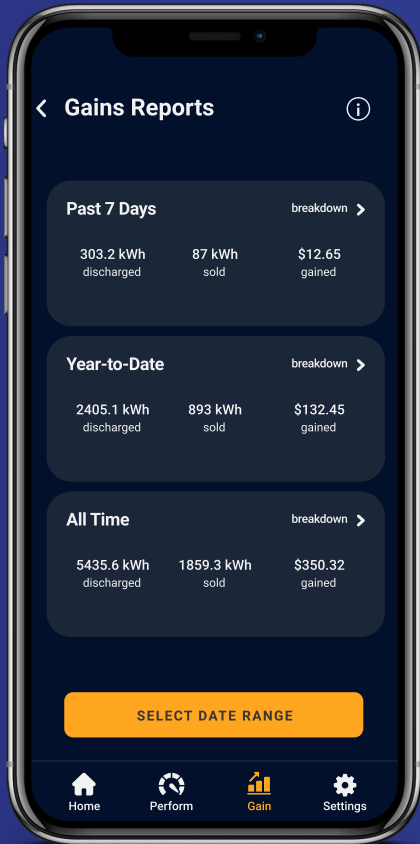 Gains Reports
Past 7 Days
breakdown
303.2 kWh 87 kWh $12.65
discharged sold gained
Year-to-Date
breakdown
2405.1 kWh 893 kWh $132.45
discharged sold gained
All Time
breakdown
5435.6 kWh 1859.3 kWh $350.32
discharged sold gained
SELECT DATE RANGE
Home Perform Gain Settings